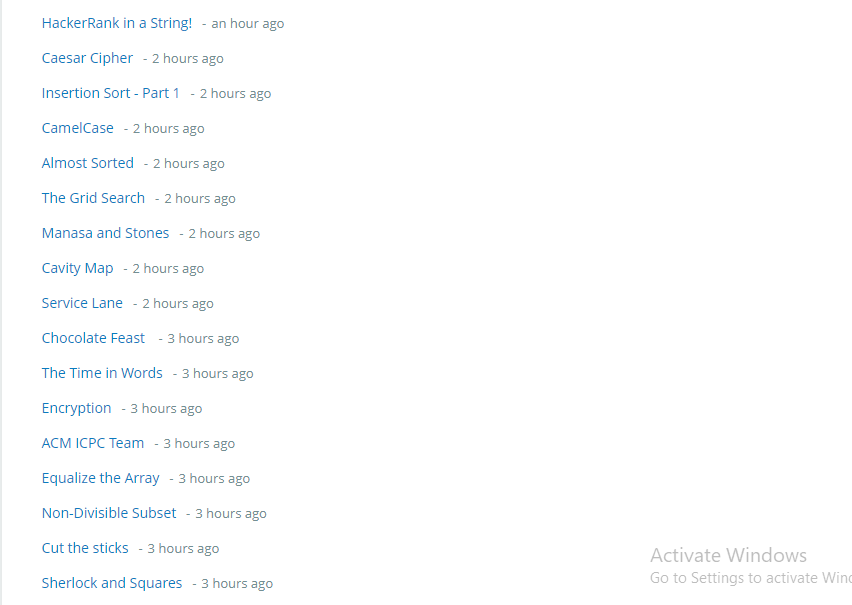 HackerRank in a String! - an hour ago
Caesar Cipher - 2 hours ago
Insertion Sort - Part 1 - 2 hours ago
CamelCase - 2 hours ago
Almost Sorted - 2 hours ago
The Grid Search - 2 hours ago
Manasa and Stones - 2 hours ago
Cavity Map - 2 hours ago
Service Lane - 2 hours ago
Chocolate Feast - 3 hours ago
The Time in Words - 3 hours ago
Encryption - 3 hours ago
ACM ICPC Team - 3 hours ago
Equalize the Array - 3 hours ago
Non-Divisible Subset - 3 hours ago
Cut the sticks - 3 hours ago
Sherlock and Squares - 3 hours ago
Activate Windows
Go to Settings to activate